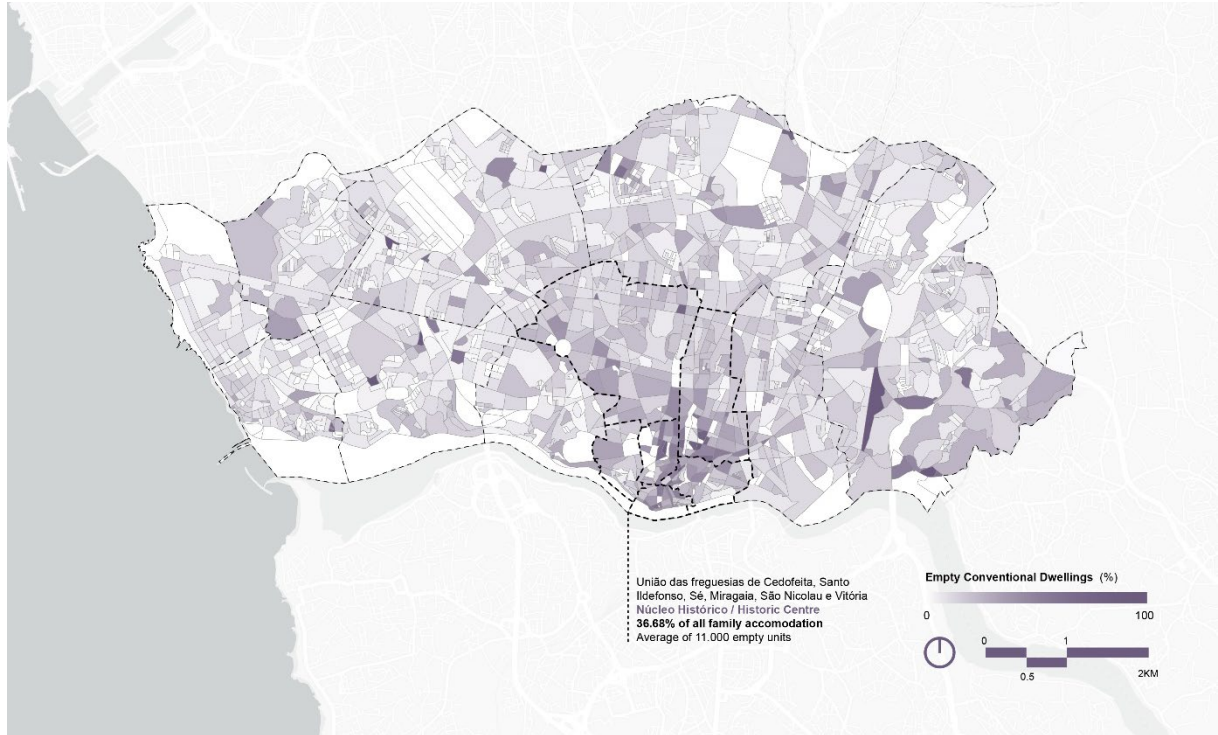 União das freguesias de Cedofeita, Santo
Ildefonso, Sé, Miragaia, São Nicolau e Vitória
Núcleo Histórico / Historic Centre
36.68% of all family accomodation
Average of 11.000 empty units
Empty Conventional Dwellings (%)
0 100
0 1
0.5 2KM